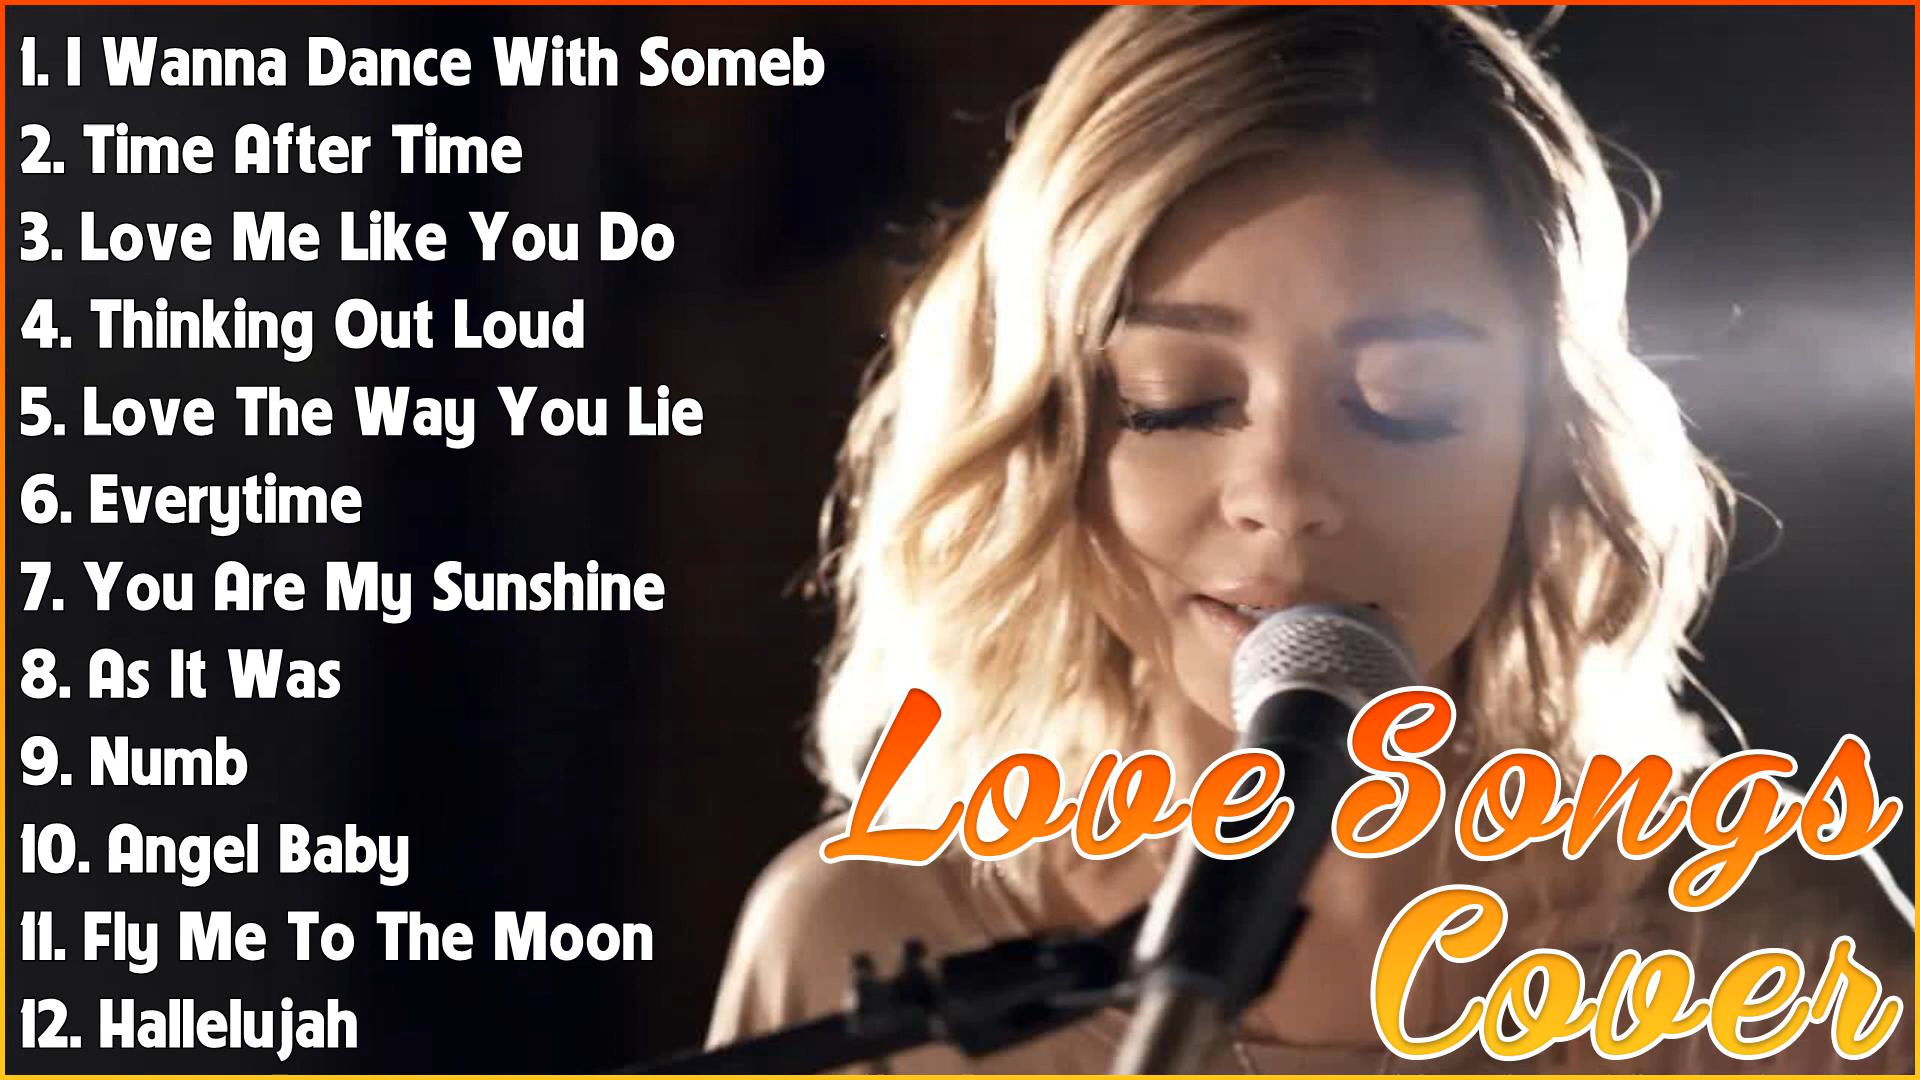 1. I Wanna Dance With Someb
2. Time After Time
3. Love Me Like You Do
4. Thinking Out Loud
5. Love The Way You Lie
6. Everytime
7. You Are My Sunshine
8. As It Was
9. Numb
10. Angel Baby
11. Fly Me To The Moon
12. Hallelujah
Love Songs
Cover